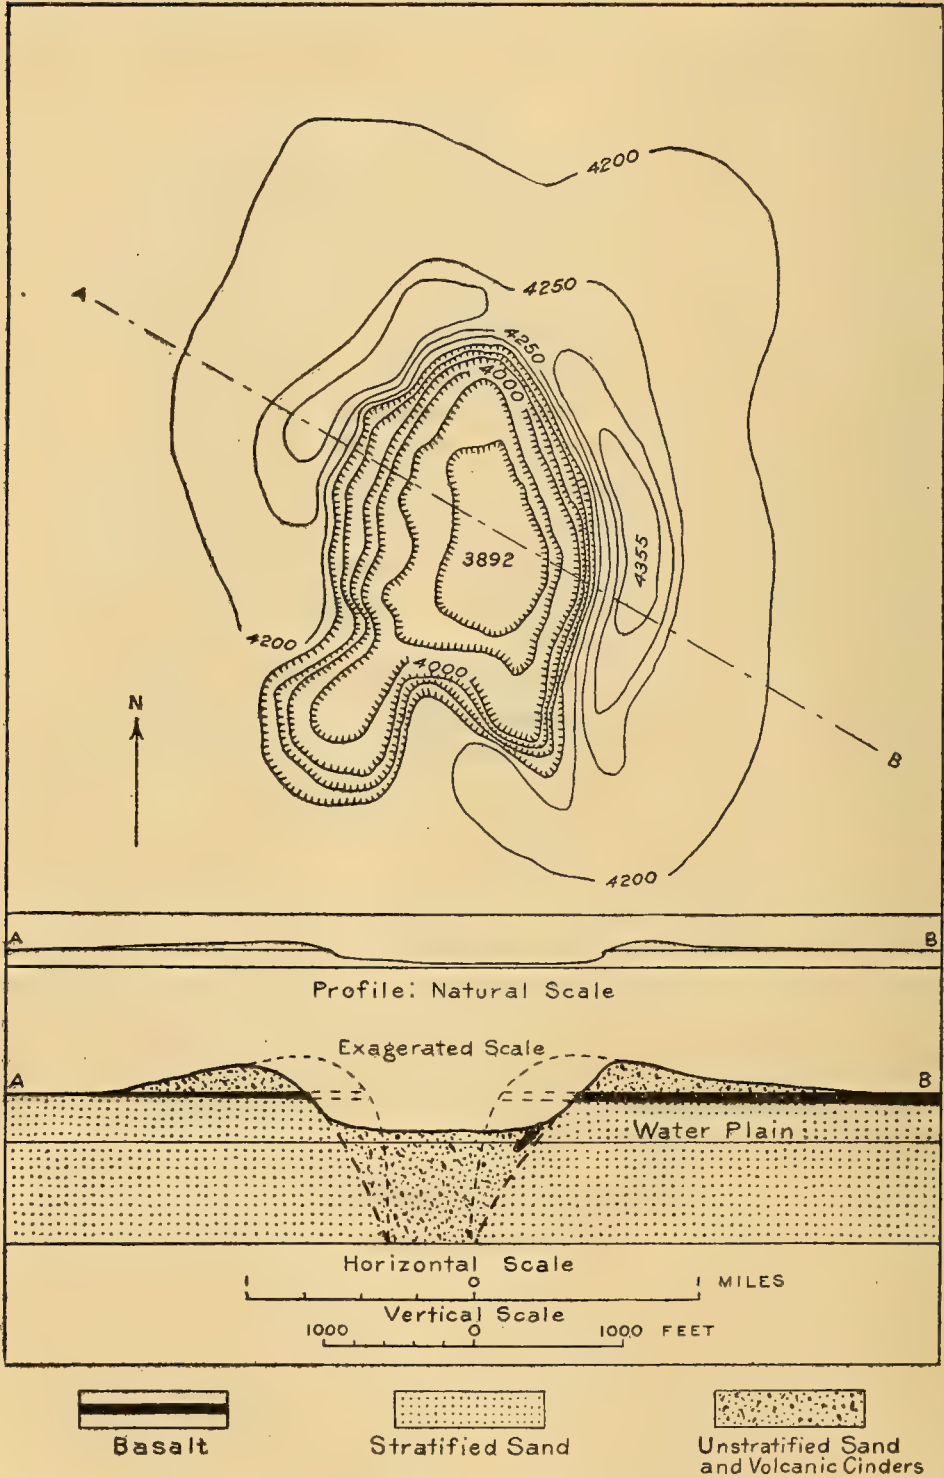 4200
A
4250
4250
4000
3892
4355
4200
4000
N
B
4200
A B
Profile: Natural Scale
Exagerated Scale
A B
Water Plain
Horizontal Scale
1 0 1 MILES
Vertical Scale
1000 0 1000 FEET
Basalt
Stratified Sand
Unstratified Sand
and Volcanic Cinders